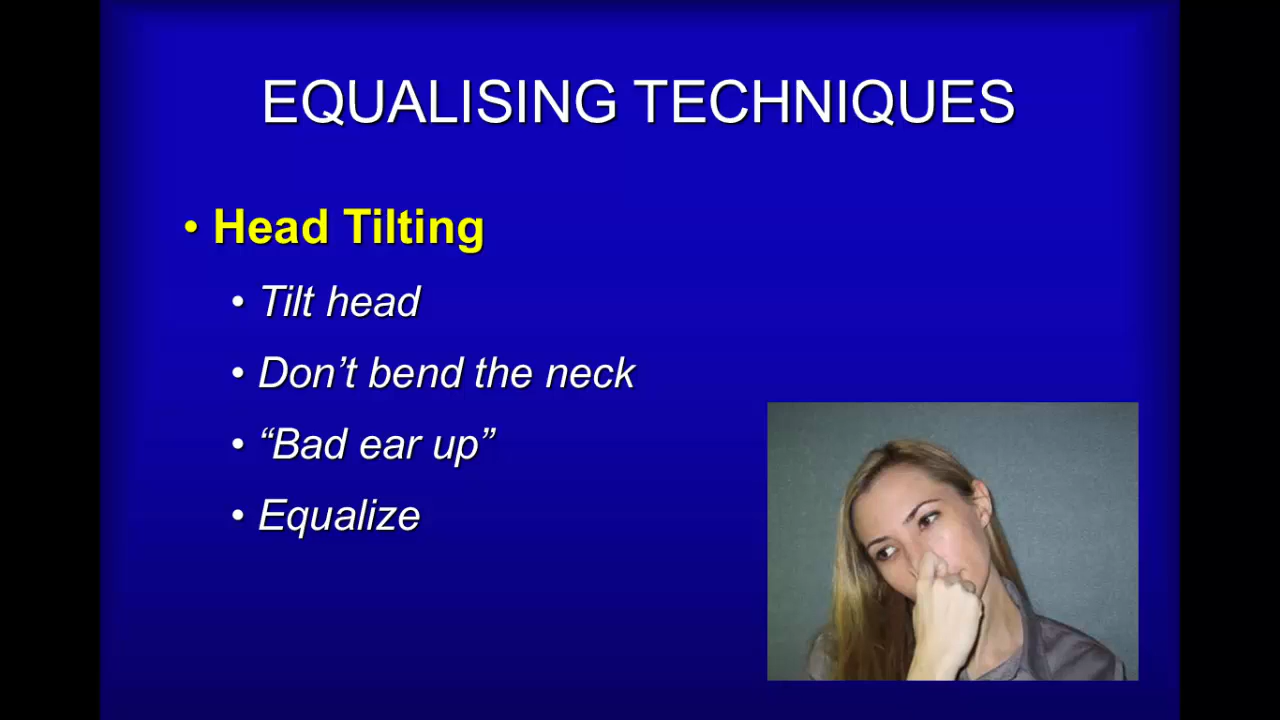 EQUALISING TECHNIQUES
• Head Tilting
• Tilt head
• Don’t bend the neck
• “Bad ear up”
• Equalize